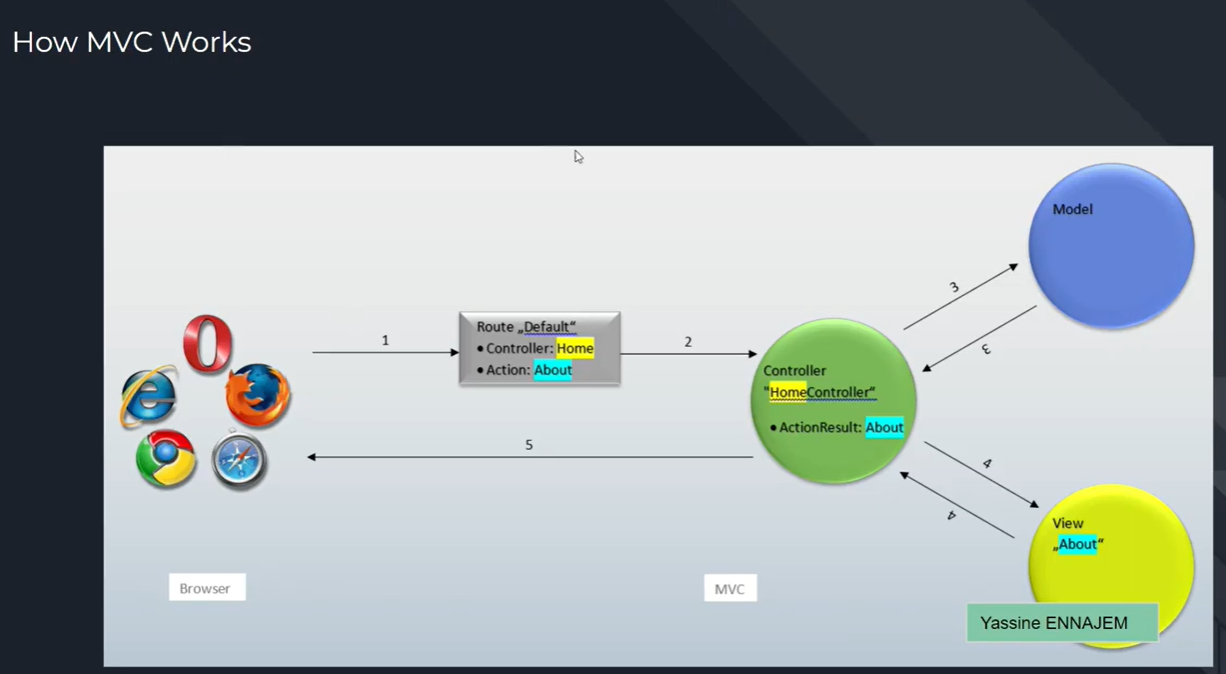 How MVC Works
Model
3
3
1
Route „Default“
• Controller: Home
• Action: About
2
Controller
"HomeController“
• ActionResult: About
5
4
4
View
„About“
Browser
MVC
Yassine ENNAJEM